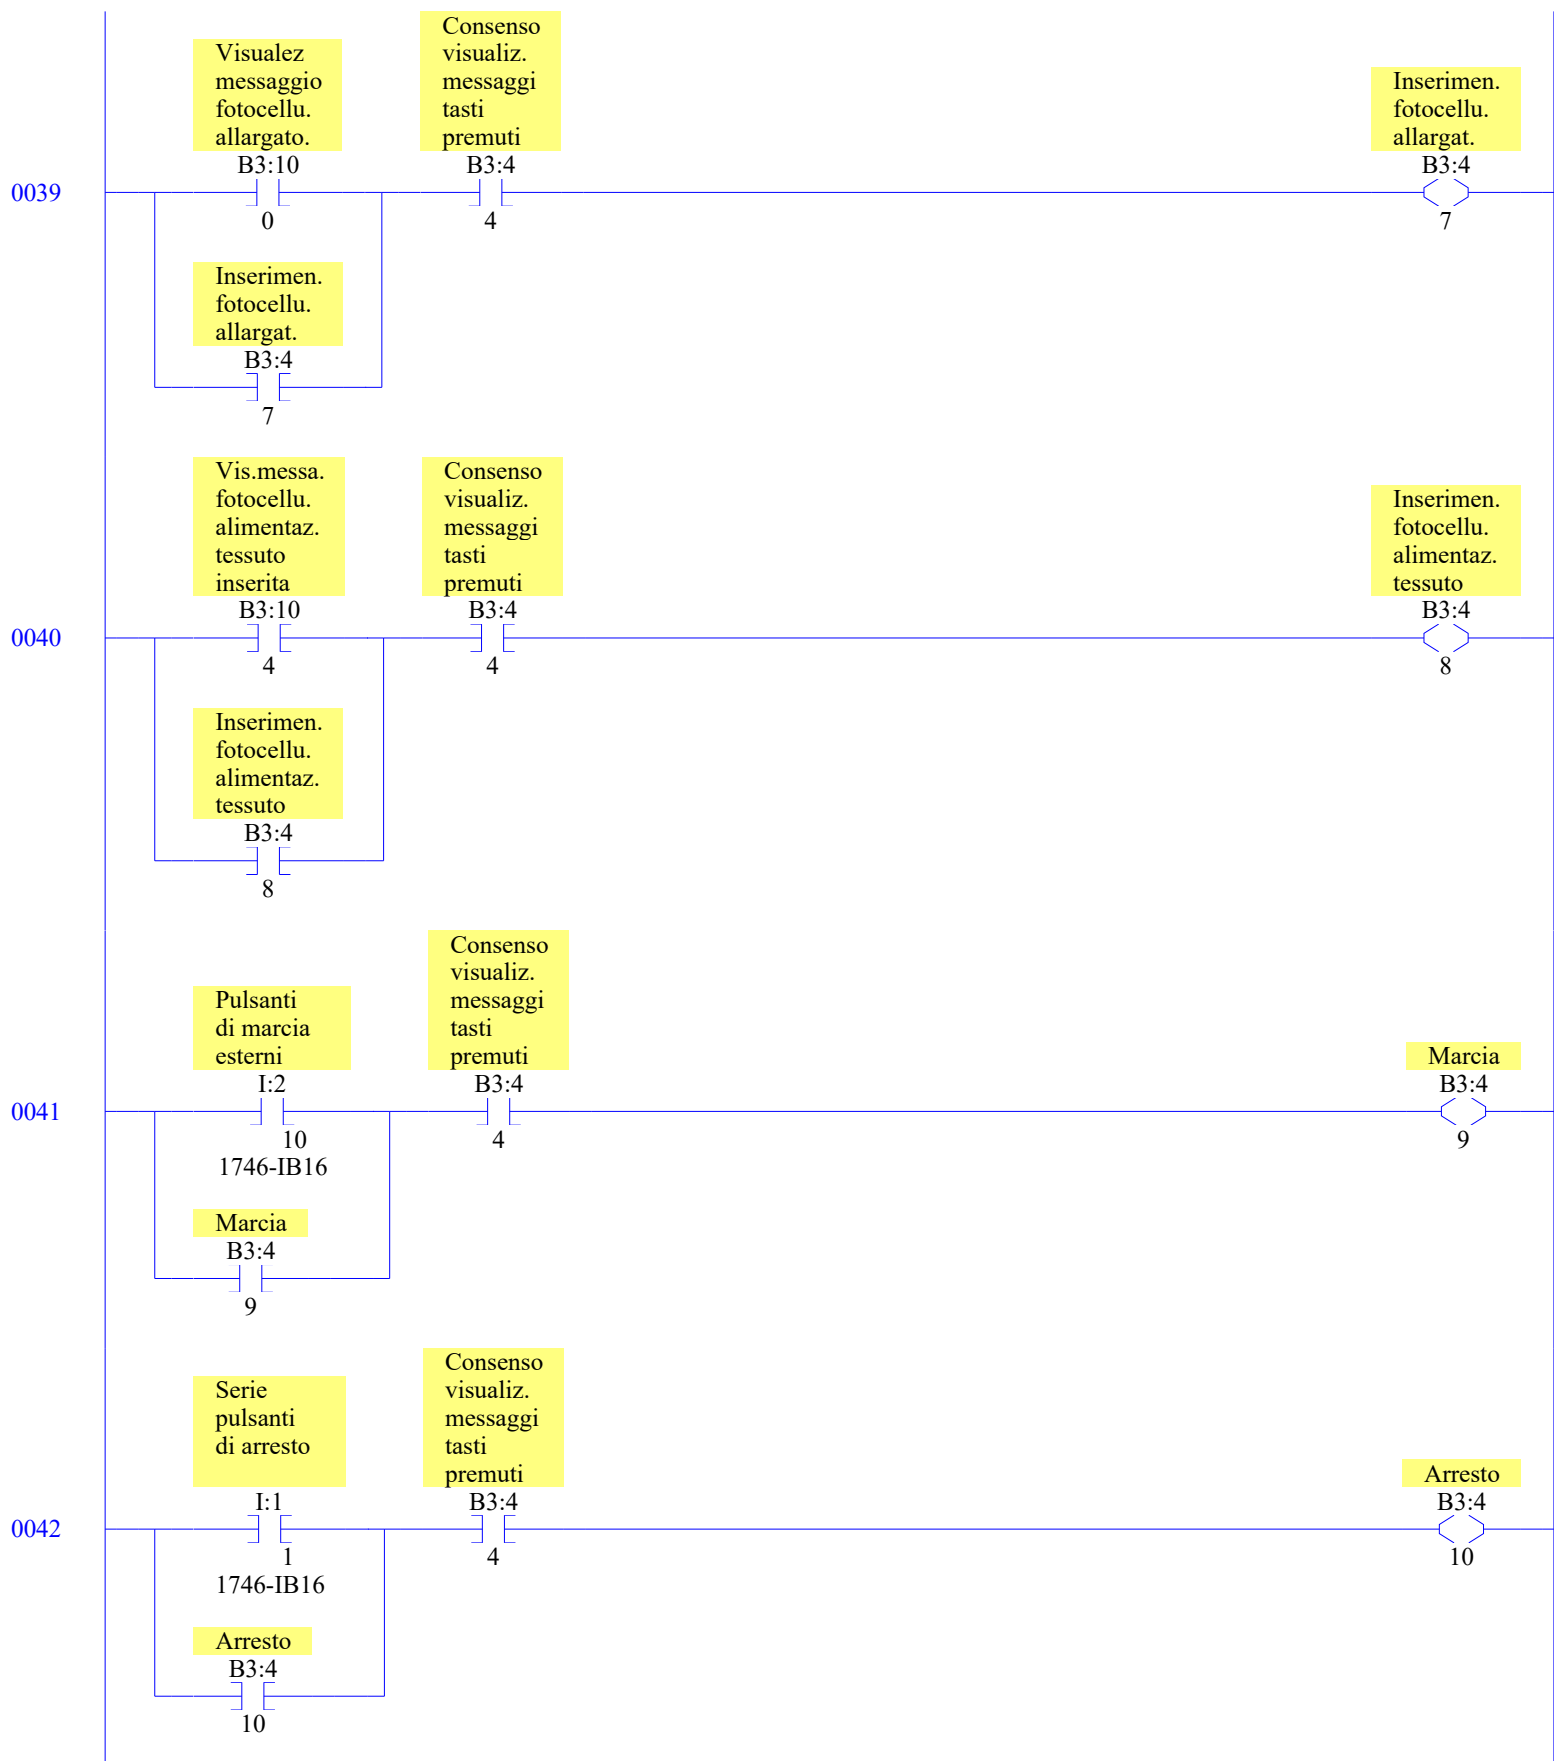 Visualez
messaggio
fotocellu.
allargato.
B3:10
0
Consenso
visualiz.
messaggi
tasti
premuti
B3:4
4
Inserimen.
fotocellu.
allargat.
B3:4
7
0039
Inserimen.
fotocellu.
allargat.
B3:4
7
Vis.messa.
fotocellu.
alimentaz.
tessuto
inserita
B3:10
4
Consenso
visualiz.
messaggi
tasti
premuti
B3:4
4
Inserimen.
fotocellu.
alimentaz.
tessuto
B3:4
8
0040
Inserimen.
fotocellu.
alimentaz.
tessuto
B3:4
8
Pulsanti
di marcia
esterni
I:2
10
1746-IB16
Consenso
visualiz.
messaggi
tasti
premuti
B3:4
4
Marcia
B3:4
9
0041
Marcia
B3:4
9
Serie
pulsanti
di arresto
I:1
1
1746-IB16
Consenso
visualiz.
messaggi
tasti
premuti
B3:4
4
Arresto
B3:4
10
0042
Arresto
B3:4
10